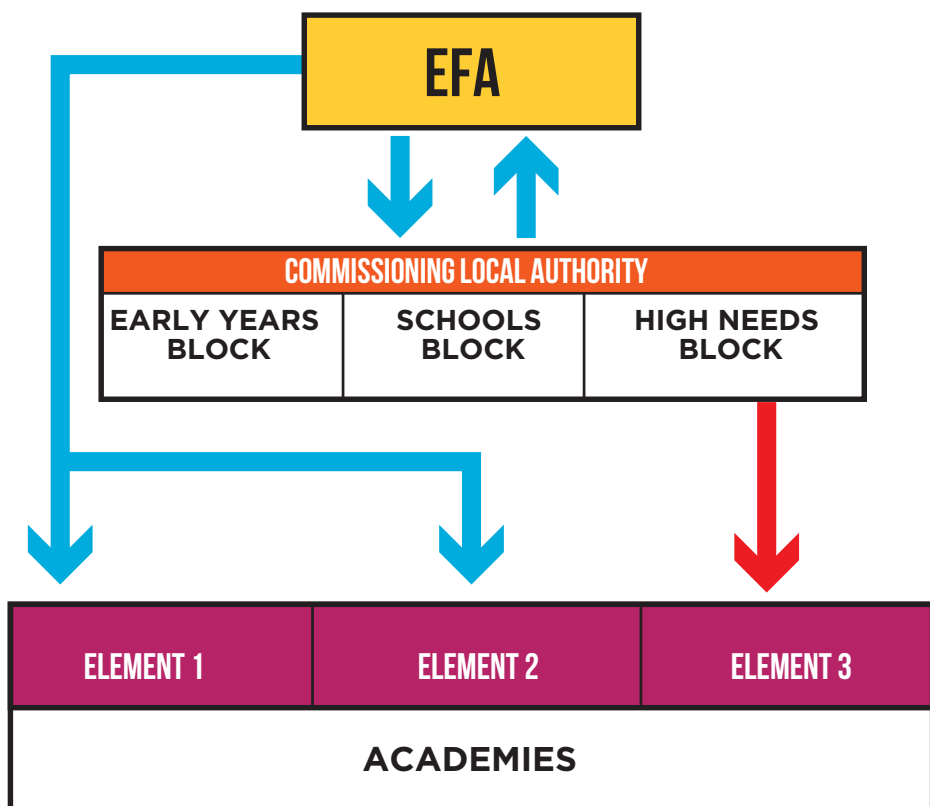 EFA
COMMISSIONING LOCAL AUTHORITY
EARLY YEARS
BLOCK
SCHOOLS
BLOCK
HIGH NEEDS
BLOCK
ELEMENT 1
ELEMENT 2
ELEMENT 3
ACADEMIES